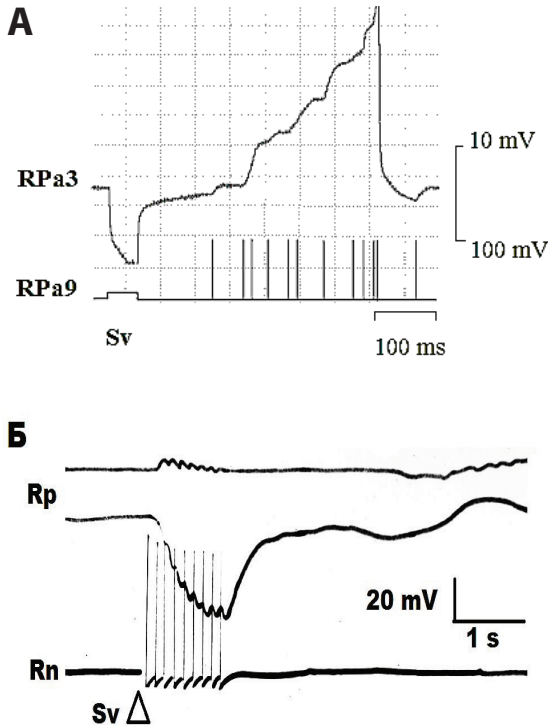 А
10 mV
RPa3
100 mV
RPa9
Sv
100 ms
Б
Rp
20 mV
1 s
Rn
Sv